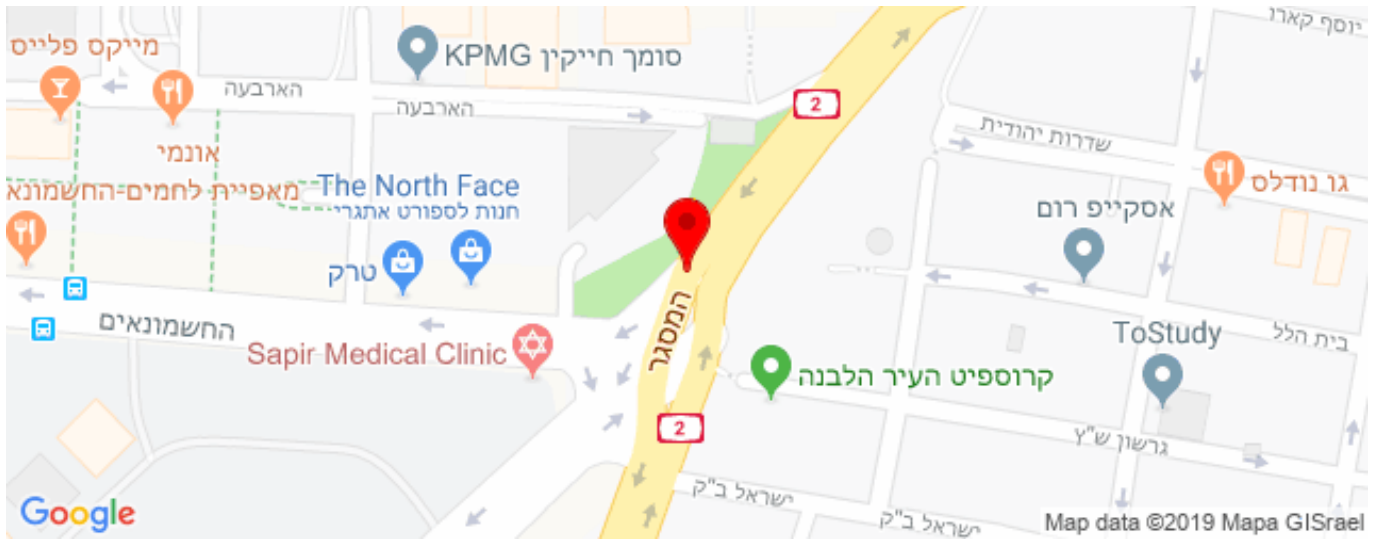 יוסף קארו
מייקס פלייס
סומך חייקין KPMG
הארבעה
הארבעה
2
שדרות יהודית
אונמי
גו נודלס
מאפיית לחמים-החשמונא
The North Face
חנות לספורט אתגרי
אסקייפ רום
טרק
המסגר
החשמונאים
ToStudy
בית הלל
Sapir Medical Clinic
קרוספיט העיר הלבנה
2
גרשון ש"ץ
ישראל ב"ק
ישראל ב"ק
Google
Map data ©2019 Mapa GISrael